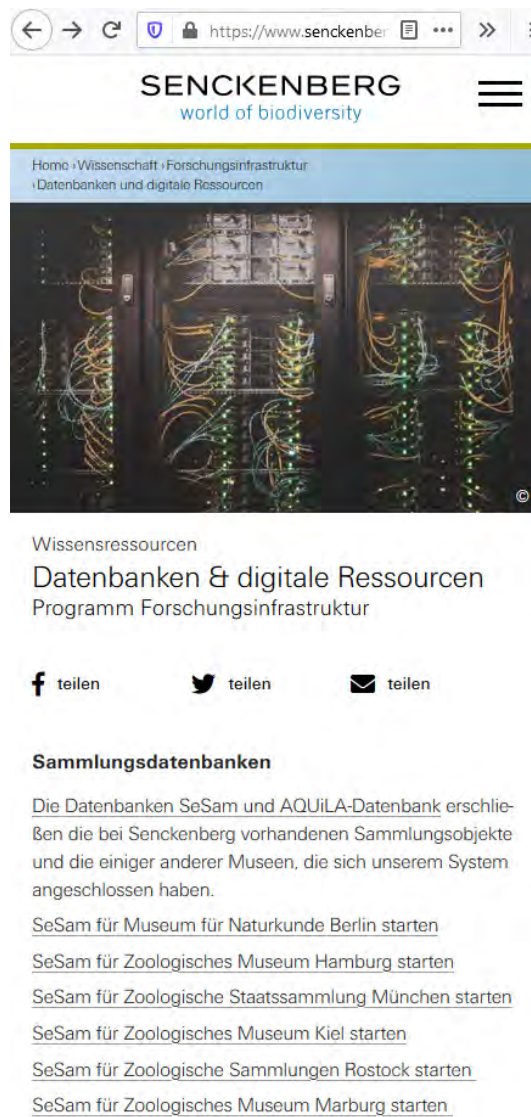 https://www.senckenber
SENCKENBERG
world of biodiversity
Home ›Wissenschaft ›Forschungsinfrastruktur
›Datenbanken und digitale Ressourcen
©
Wissensressourcen
Datenbanken & digitale Ressourcen
Programm Forschungsinfrastruktur
teilen teilen teilen
Sammlungsdatenbanken
Die Datenbanken SeSam und AQUiLA-Datenbank erschlie-
ßen die bei Senckenberg vorhandenen Sammlungsobjekte
und die einiger anderer Museen, die sich unserem System
angeschlossen haben.
SeSam für Museum für Naturkunde Berlin starten
SeSam für Zoologisches Museum Hamburg starten
SeSam für Zoologische Staatssammlung München starten
SeSam für Zoologisches Museum Kiel starten
SeSam für Zoologische Sammlungen Rostock starten
SeSam für Zoologisches Museum Marburg starten